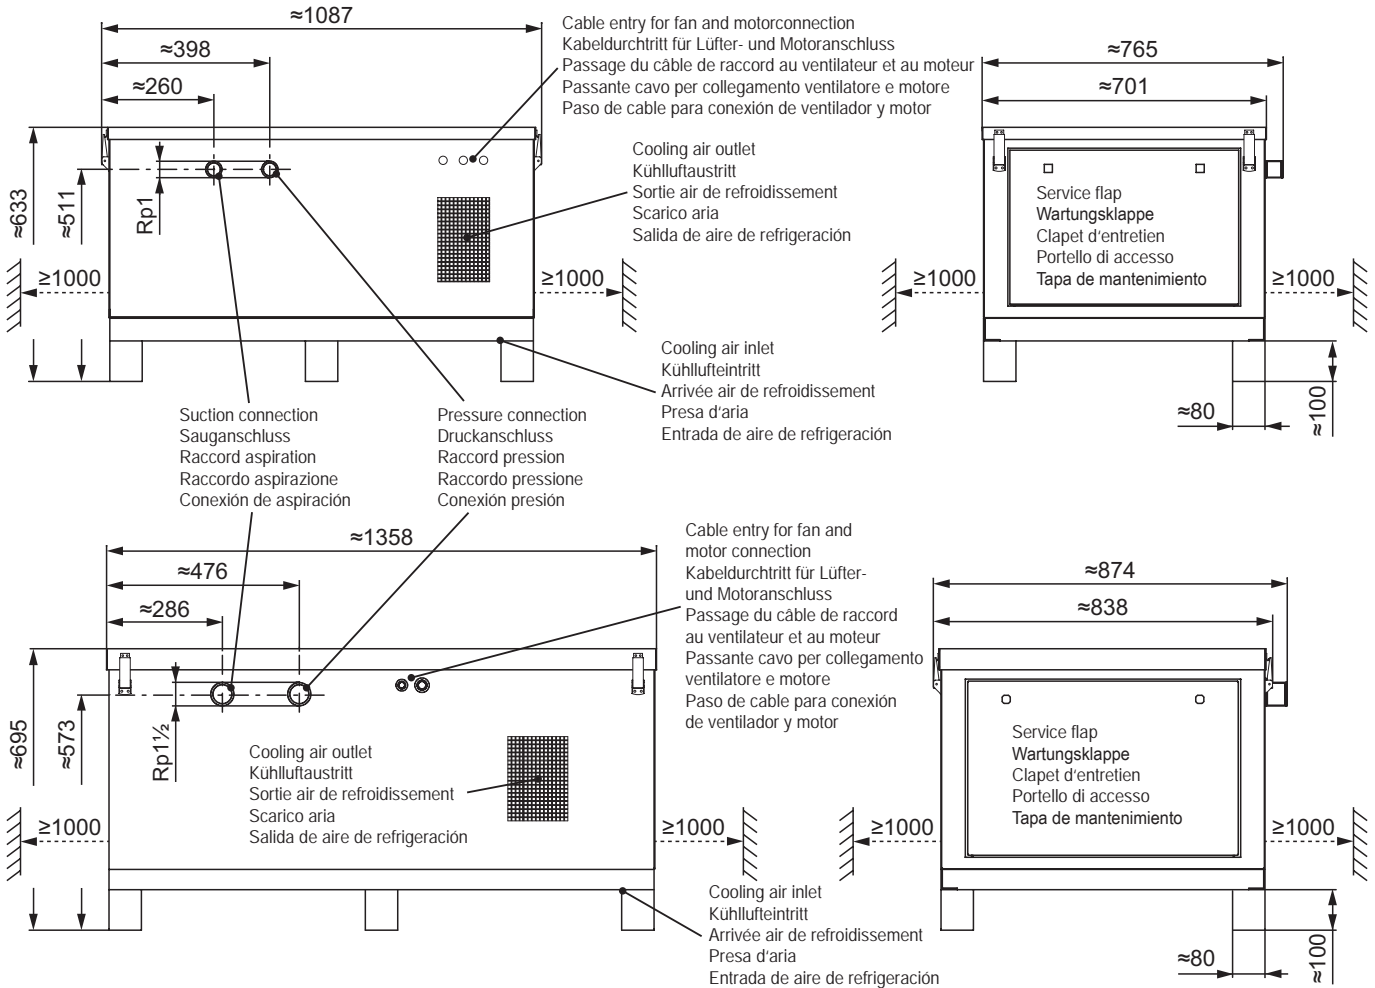 ≈1087
≈398
≈260
Cable entry for fan and motorconnection
Kabeldurchtritt für Lüfter- und Motoranschluss
Passage du câble de raccord au ventilateur et au moteur
Passante cavo per collegamento ventilatore e motore
Paso de cable para conexión de ventilador y motor
≈765
≈701
Cooling air outlet
Kühlluftaustritt
Sortie air de refroidissement
Scarico aria
Salida de aire de refrigeración
≈633
≈511
Rp1
≥1000
≥1000
Service flap
Wartungsklappe
Clapet d‘entretien
Portello di accesso
Tapa de mantenimiento
≥1000
≥1000
Cooling air inlet
Kühllufteintritt
Arrivée air de refroidissement
Presa d‘aria
Entrada de aire de refrigeración
≈80
≈100
Suction connection
Sauganschluss
Raccord aspiration
Raccordo aspirazione
Conexión de aspiración
Pressure connection
Druckanschluss
Raccord pression
Raccordo pressione
Conexión presión
≈1358
≈476
≈286
Cable entry for fan and
motor connection
Kabeldurchtritt für Lüfter-
und Motoranschluss
Passage du câble de raccord
au ventilateur et au moteur
Passante cavo per collegamento
ventilatore e motore
Paso de cable para conexión
de ventilador y motor
≈874
≈838
≈695
≈573
Rp1½
Cooling air outlet
Kühlluftaustritt
Sortie air de refroidissement
Scarico aria
Salida de aire de refrigeración
≥1000
≥1000
Service flap
Wartungsklappe
Clapet d‘entretien
Portello di accesso
Tapa de mantenimiento
≥1000
≥1000
Cooling air inlet
Kühllufteintritt
Arrivée air de refroidissement
Presa d‘aria
Entrada de aire de refrigeración
≈80
≈100